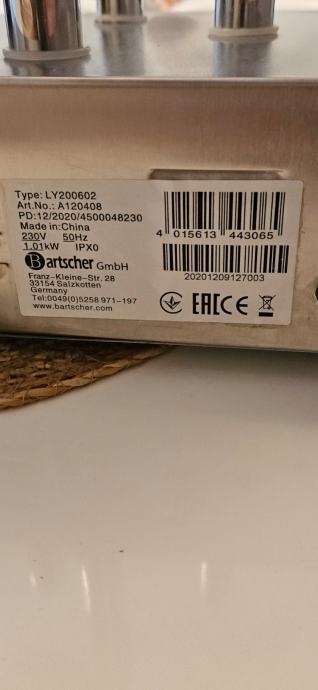 Type: LY200602
Art.No.: A120408
PD:12/2020/4500048230
Made in:China
230V 50Hz
1.01kW IPX0
Bartscher GmbH
Franz-Kleine-Str. 28
33154 Salzkotten
Germany
Tel:0049(0)5258 971-197
www.bartscher.com
4 015613 443065
20201209127003
EAC CE